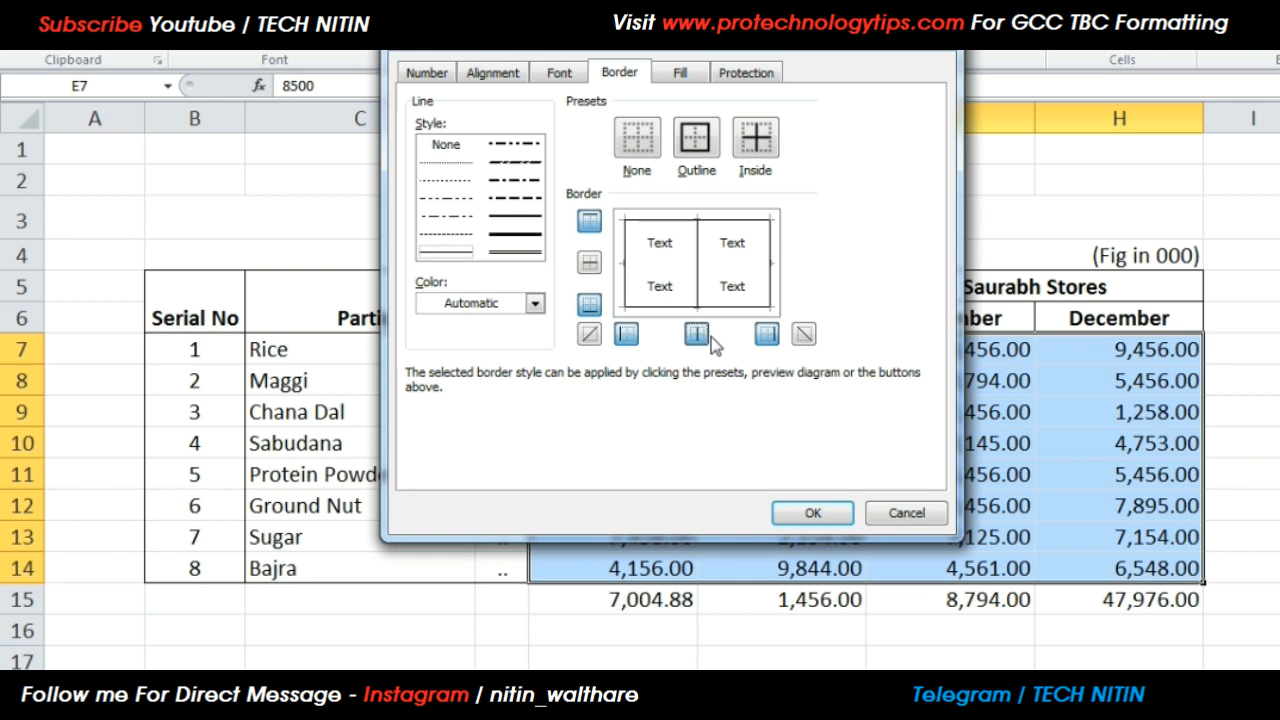 Subscribe Youtube / TECH NITIN
Visit www.protechnologytips.com For GCC TBC Formatting
Clipboard Font Cells
E7 fx 8500
Number Alignment Font Border Fill Protection
Line
Style:
None
Presets
None Outline Inside
Border
Text Text
Text Text
Color:
Automatic
The selected border style can be applied by clicking the presets, preview diagram or the buttons
above.
OK Cancel
A B C H I
1
2
3
4 (Fig in 000)
5 Saurabh Stores
6 Serial No December
7 1 Rice 9,456.00
8 2 Maggi 5,456.00
9 3 Chana Dal 1,258.00
10 4 Sabudana 4,753.00
11 5 Protein 5,456.00
12 6 Ground Nut 7,895.00
13 7 Sugar .. 7,154.00
14 8 Bajra .. 4,156.00 9,844.00 4,561.00 6,548.00
15 7,004.88 1,456.00 8,794.00 47,976.00
16
17
Follow me For Direct Message - Instagram / nitin_walthare
Telegram / TECH NITIN